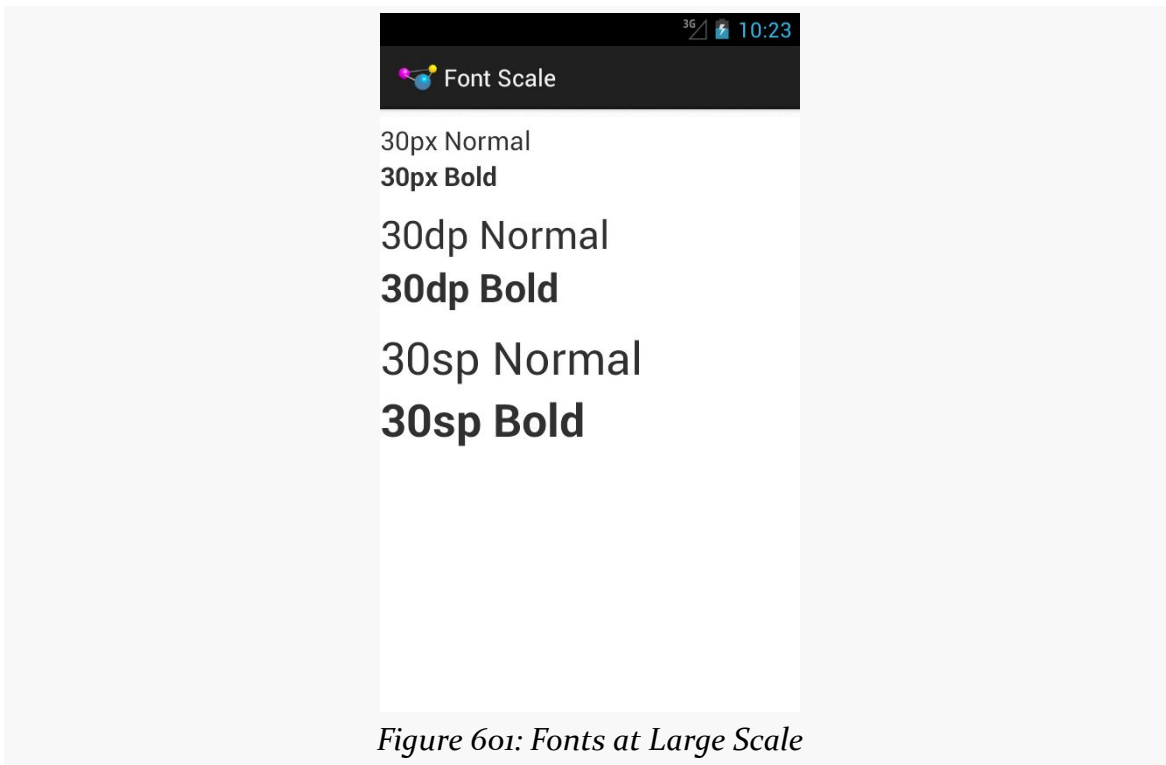 3G 10:23
Font Scale
30px Normal
30px Bold
30dp Normal
30dp Bold
30sp Normal
30sp Bold
Figure 601: Fonts at Large Scale